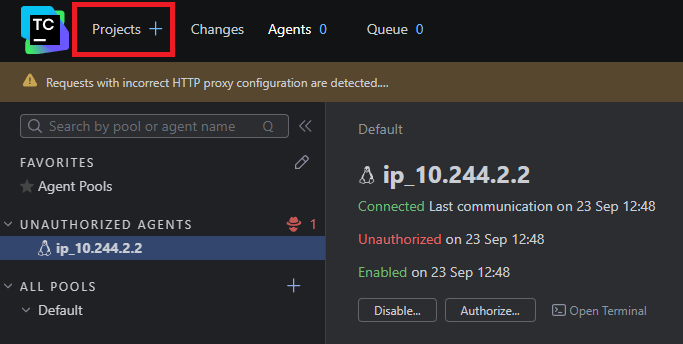 TC
Projects + Changes Agents 0 Queue 0
Requests with incorrect HTTP proxy configuration are detected....
Search by pool or agent name Q
FAVORITES
Agent Pools
UNAUTHORIZED AGENTS 1
ip_10.244.2.2
ALL POOLS +
Default
Default
ip_10.244.2.2
Connected Last communication on 23 Sep 12:48
Unauthorized on 23 Sep 12:48
Enabled on 23 Sep 12:48
Disable... Authorize... Open Terminal